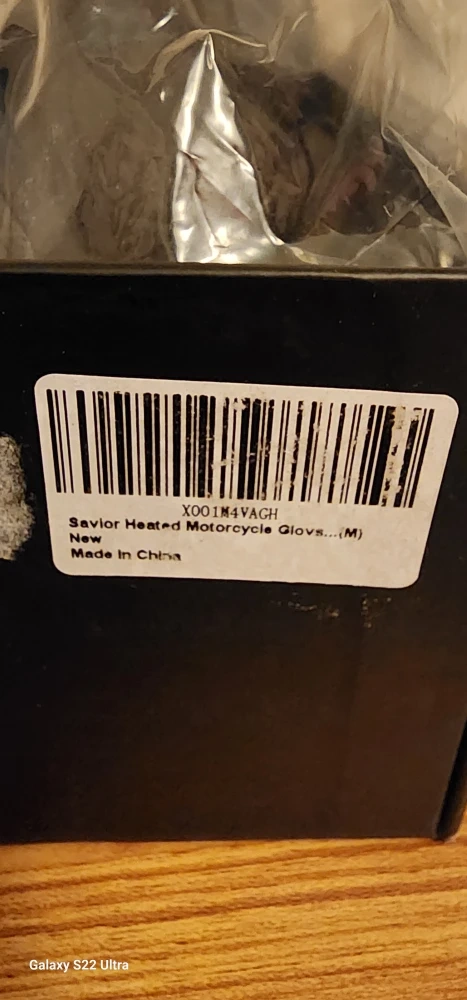 X001M4VAGH
Savior Heated Motorcycle Glovs...(M)
New
Made In China
Galaxy S22 Ultra